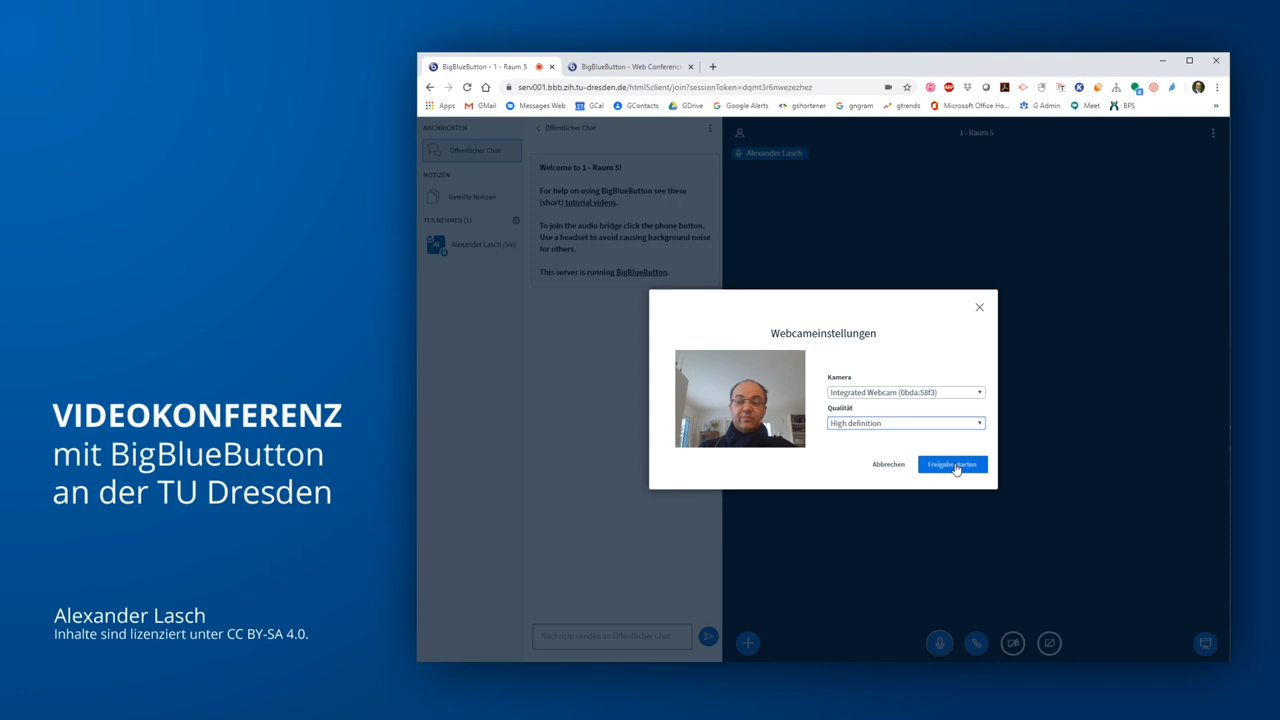 BigBlueButton - 1 - Raum 5
BigBlueButton - Web Conferenc
serv001.bbb.zih.tu-dresden.de/html5client/join?sessionToken=dqmt3r6nwezezhez
Apps
GMail
Messages Web
GCal
GContacts
GDrive
Google Alerts
gshortener
gngram
gtrends
Microsoft Office Ho...
G Admin
Meet
BPS
»
NACHRICHTEN
Öffentlicher Chat
NOTIZEN
Geteilte Notizen
TEILNEHMER (1)
Al
Alexander Lasch (Sie)
Öffentlicher Chat
Welcome to 1 - Raum 5!
For help on using BigBlueButton see these
(short) tutorial videos.
To join the audio bridge click the phone button.
Use a headset to avoid causing background noise
for others.
This server is running BigBlueButton.
Nachricht senden an Öffentlicher Chat
1 - Raum 5
Alexander Lasch
Webcameinstellungen
Kamera
Integrated Webcam (0bda:58f3)
Qualität
High definition
Abbrechen
Freigabe starten
VIDEOKONFERENZ
mit BigBlueButton
an der TU Dresden
Alexander Lasch
Inhalte sind lizenziert unter CC BY-SA 4.0.